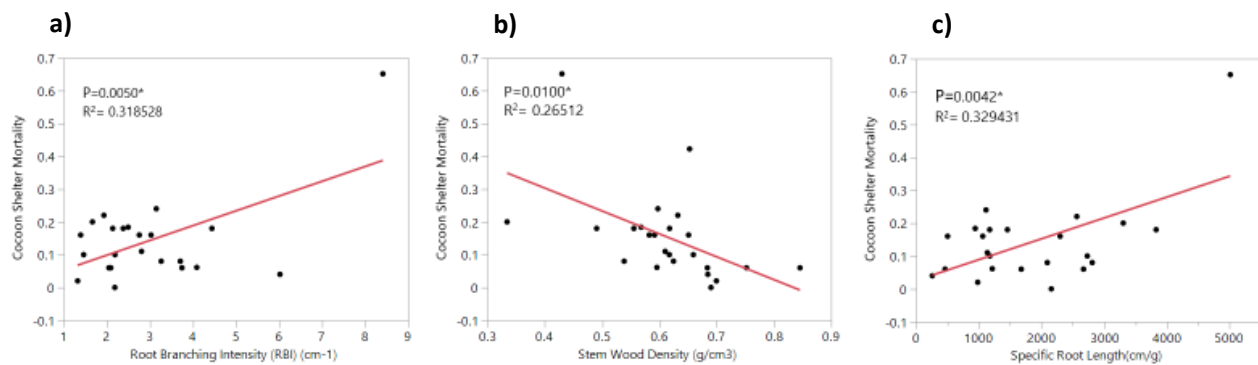 a)
P=0.0050*
R²= 0.318528
Cocoon Shelter Mortality
0.7
0.6
0.5
0.4
0.3
0.2
0.1
0
-0.1
1 2 3 4 5 6 7 8 9
Root Branching Intensity (RBI) (cm-1)
b)
P=0.0100*
R²= 0.26512
Cocoon Shelter Mortality
0.7
0.6
0.5
0.4
0.3
0.2
0.1
0
-0.1
0.3 0.4 0.5 0.6 0.7 0.8 0.9
Stem Wood Density (g/cm3)
c)
P=0.0042*
R²= 0.329431
Cocoon Shelter Mortality
0.7
0.6
0.5
0.4
0.3
0.2
0.1
0
-0.1
0 1000 2000 3000 4000 5000
Specific Root Length(cm/g)